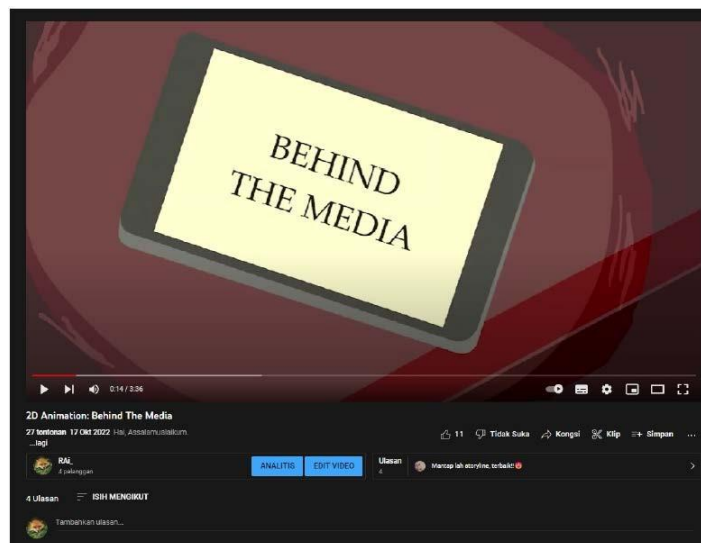 BEHIND
THE MEDIA
0:14 / 3:36
2D Animation: Behind The Media
27 tontonan 17 Okt 2022 Hai, Assalamualaikum.
...lagi
11 Tidak Suka Kongsi Klip Simpan ...
RAi_
4 pelanggan
ANALITIS EDIT VIDEO
Ulasan
4
Mantap lah storyline, terbaik!!
4 Ulasan ISIH MENGIKUT
Tambahkan ulasan...